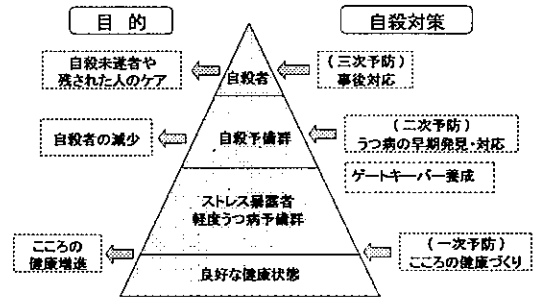 目的
自殺対策
自殺未遂者や
残された人のケア
自殺者
(三次予防)
事後対応
自殺者の減少
自殺予備群
(二次予防)
うつ病の早期発見・対応
ゲートキーパー養成
ストレス暴露者
軽度うつ病予備群
こころの
健康増進
(一次予防)
こころの健康づくり
良好な健康状態